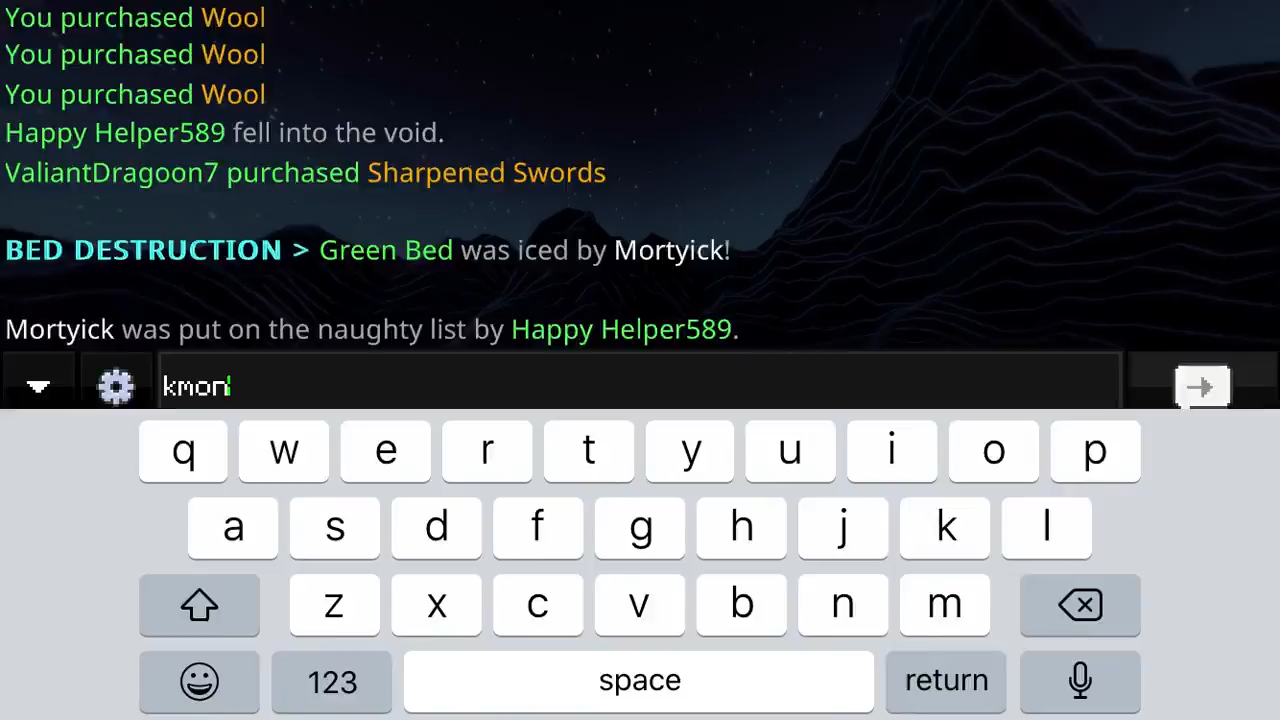 You purchased Wool
You purchased Wool
You purchased Wool
Happy Helper589 fell into the void.
ValiantDragoon7 purchased Sharpened Swords
BED DESTRUCTION > Green Bed was iced by Mortyick!
Mortyick was put on the naughty list by Happy Helper589.
kmon
q w e r t y u i o p
a s d f g h j k l
z x c v b n m
123 space return